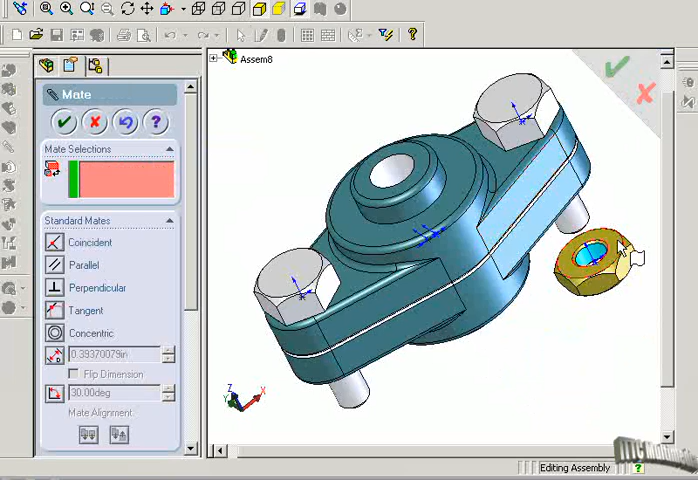 Assem8
Mate
Mate Selections
Standard Mates
Coincident
Parallel
Perpendicular
Tangent
Concentric
0.39370079in
Flip Dimension
30.00deg
Mate Alignment:
Z
Y
X
Editing Assembly